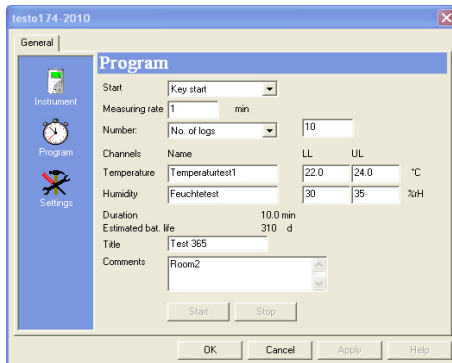 testo174-2010
General
Program
Instrument
Program
Settings
Start Key start
Measuring rate 1 min
Number: No. of logs 10
Channels Name LL UL
Temperature Temperaturtest1 22.0 24.0 °C
Humidity Feuchtetest 30 35 %rH
Duration 10.0 min
Estimated bat. life 310 d
Title Test 365
Comments Room2
Start Stop
OK Cancel Apply Help